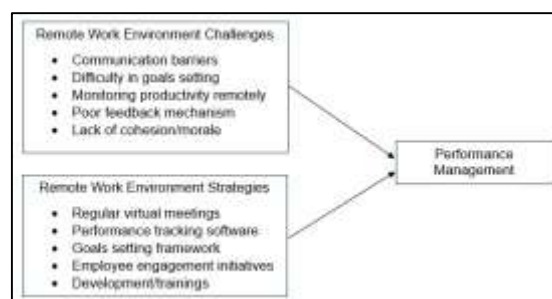 Remote Work Environment Challenges
• Communication barriers
• Difficulty in goals setting
• Monitoring productivity remotely
• Poor feedback mechanism
• Lack of cohesion/morale
Performance
Management
Remote Work Environment Strategies
• Regular virtual meetings
• Performance tracking software
• Goals setting framework
• Employee engagement initiatives
• Development/trainings